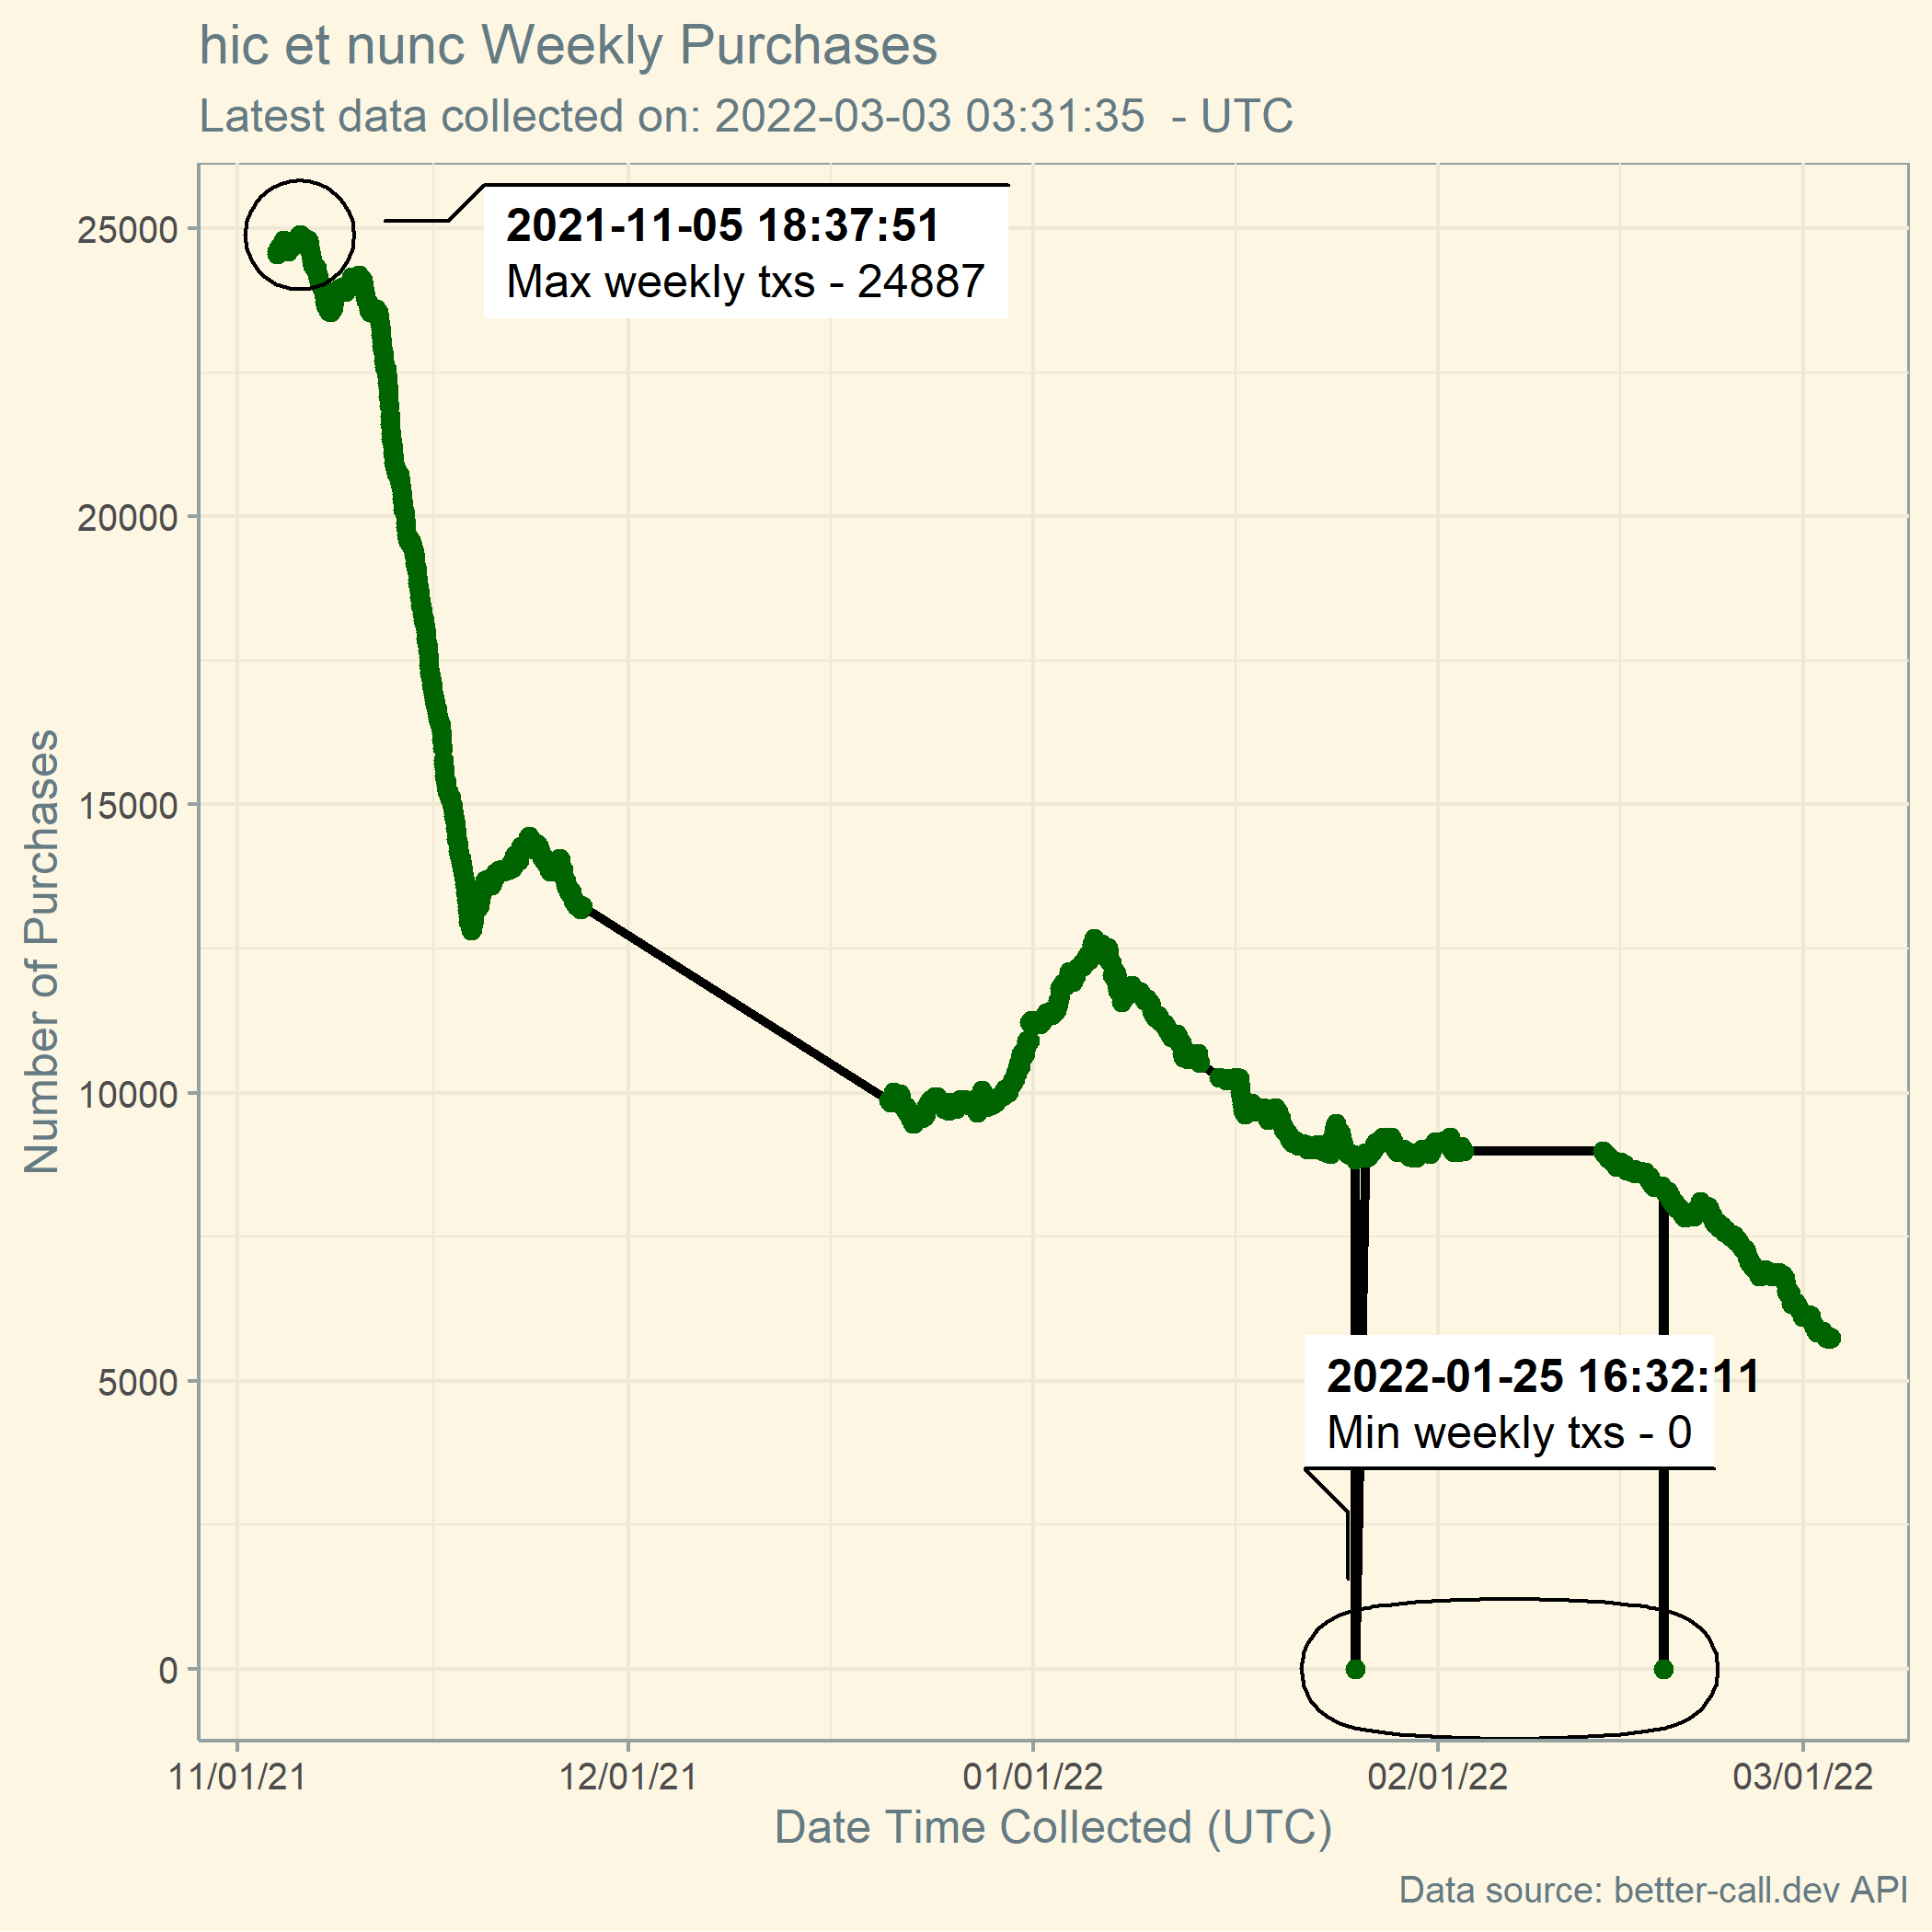 hic et nunc Weekly Purchases
Latest data collected on: 2022-03-03 03:31:35  - UTC
2021-11-05 18:37:51
Max weekly txs - 24887
25000
20000
15000
10000
5000
0
Number of Purchases
2022-01-25 16:32:11
Min weekly txs - 0
11/01/21
12/01/21
01/01/22
02/01/22
03/01/22
Date Time Collected (UTC)
Data source: better-call.dev API